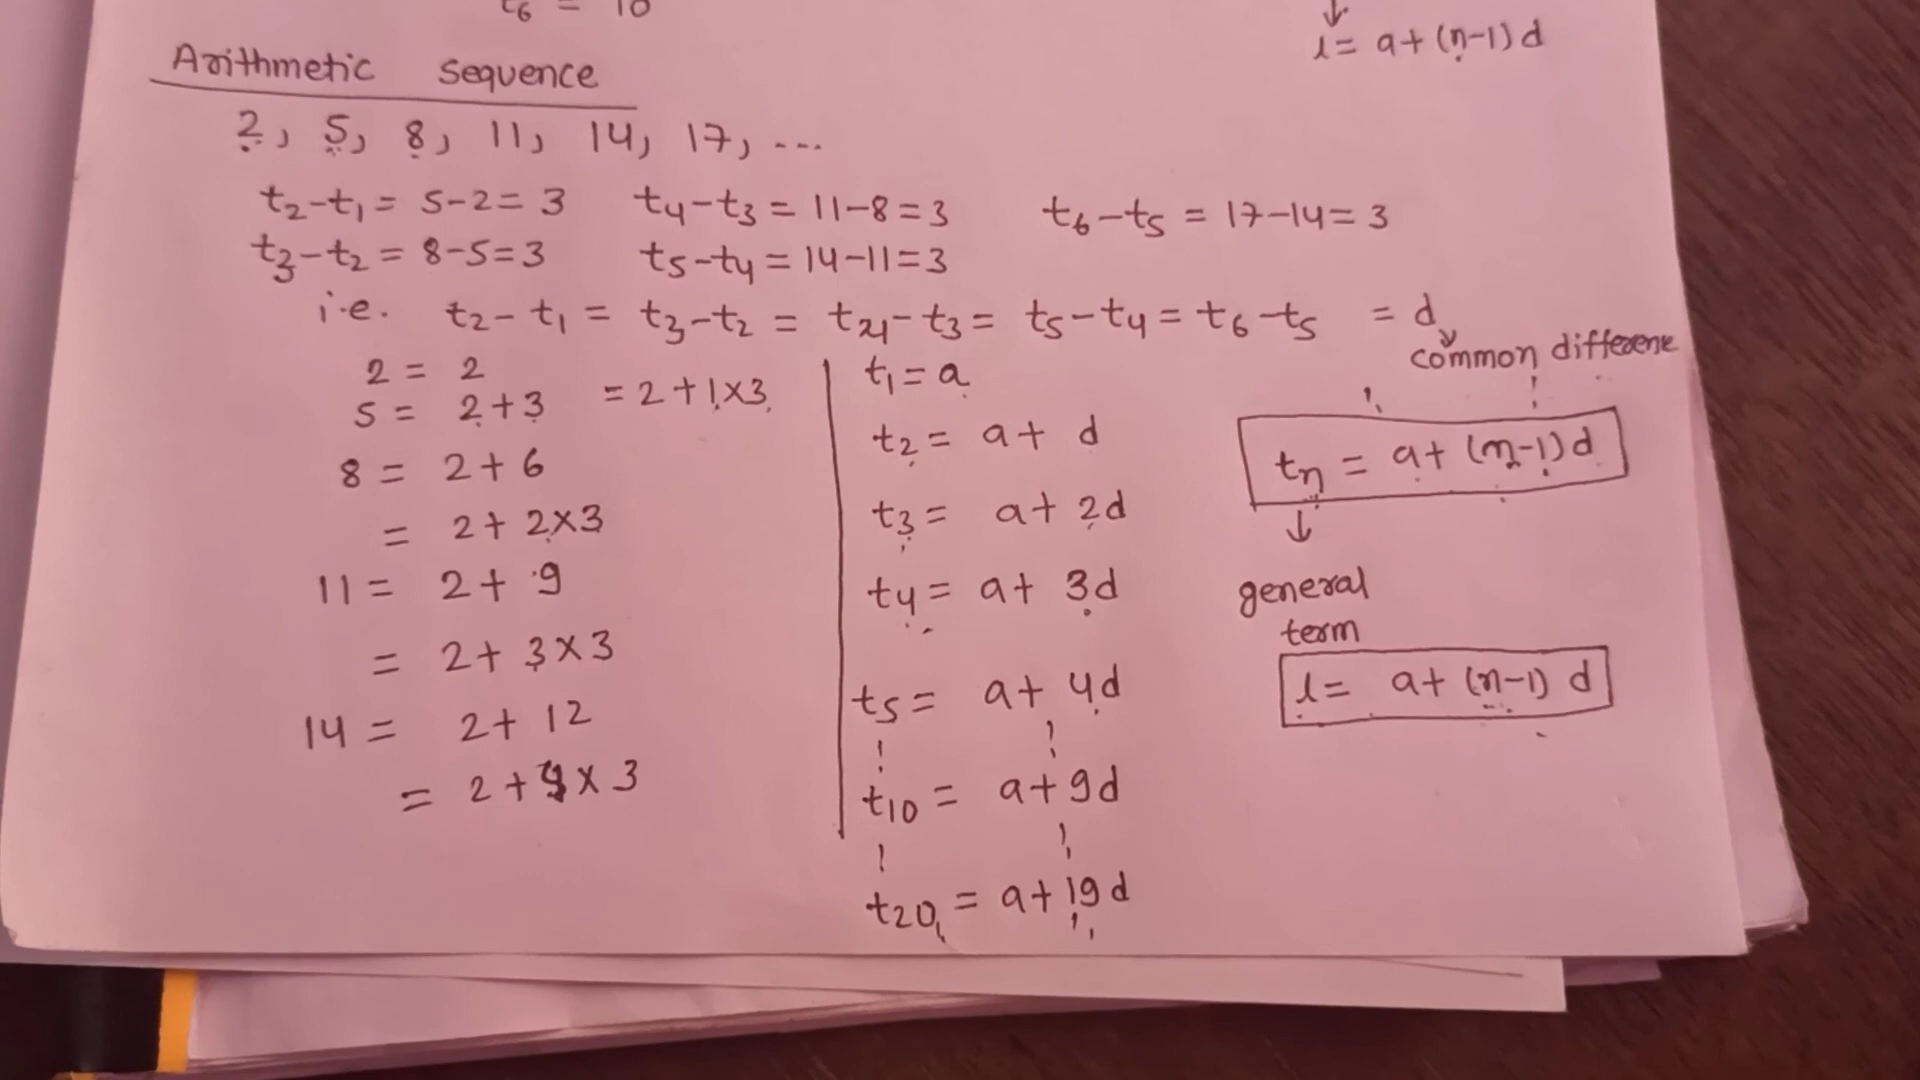 t6 = 10
l = a+(n-1)d
Arithmetic sequence
2, 5, 8, 11, 14, 17, ...
t2-t1 = 5-2= 3 t4-t3 = 11-8=3 t6-t5 = 17-14= 3
t3-t2 = 8-5=3 t5-t4 = 14-11=3
i.e. t2-t1 = t3-t2 = t4-t3 = t5-t4 = t6-t5 = d
common differene
2 = 2
5 = 2+3 = 2+1×3
8 = 2+6
= 2+ 2×3
11 = 2+ 9
= 2+ 3×3
14 = 2+ 12
= 2+4×3
t1 = a
t2 = a+ d
t3 = a+ 2d
t4 = a+ 3d
t5 = a+ 4d
t10 = a+9d
t20 = a+19d
tn = a+ (n-1)d
general
term
l = a+ (n-1) d